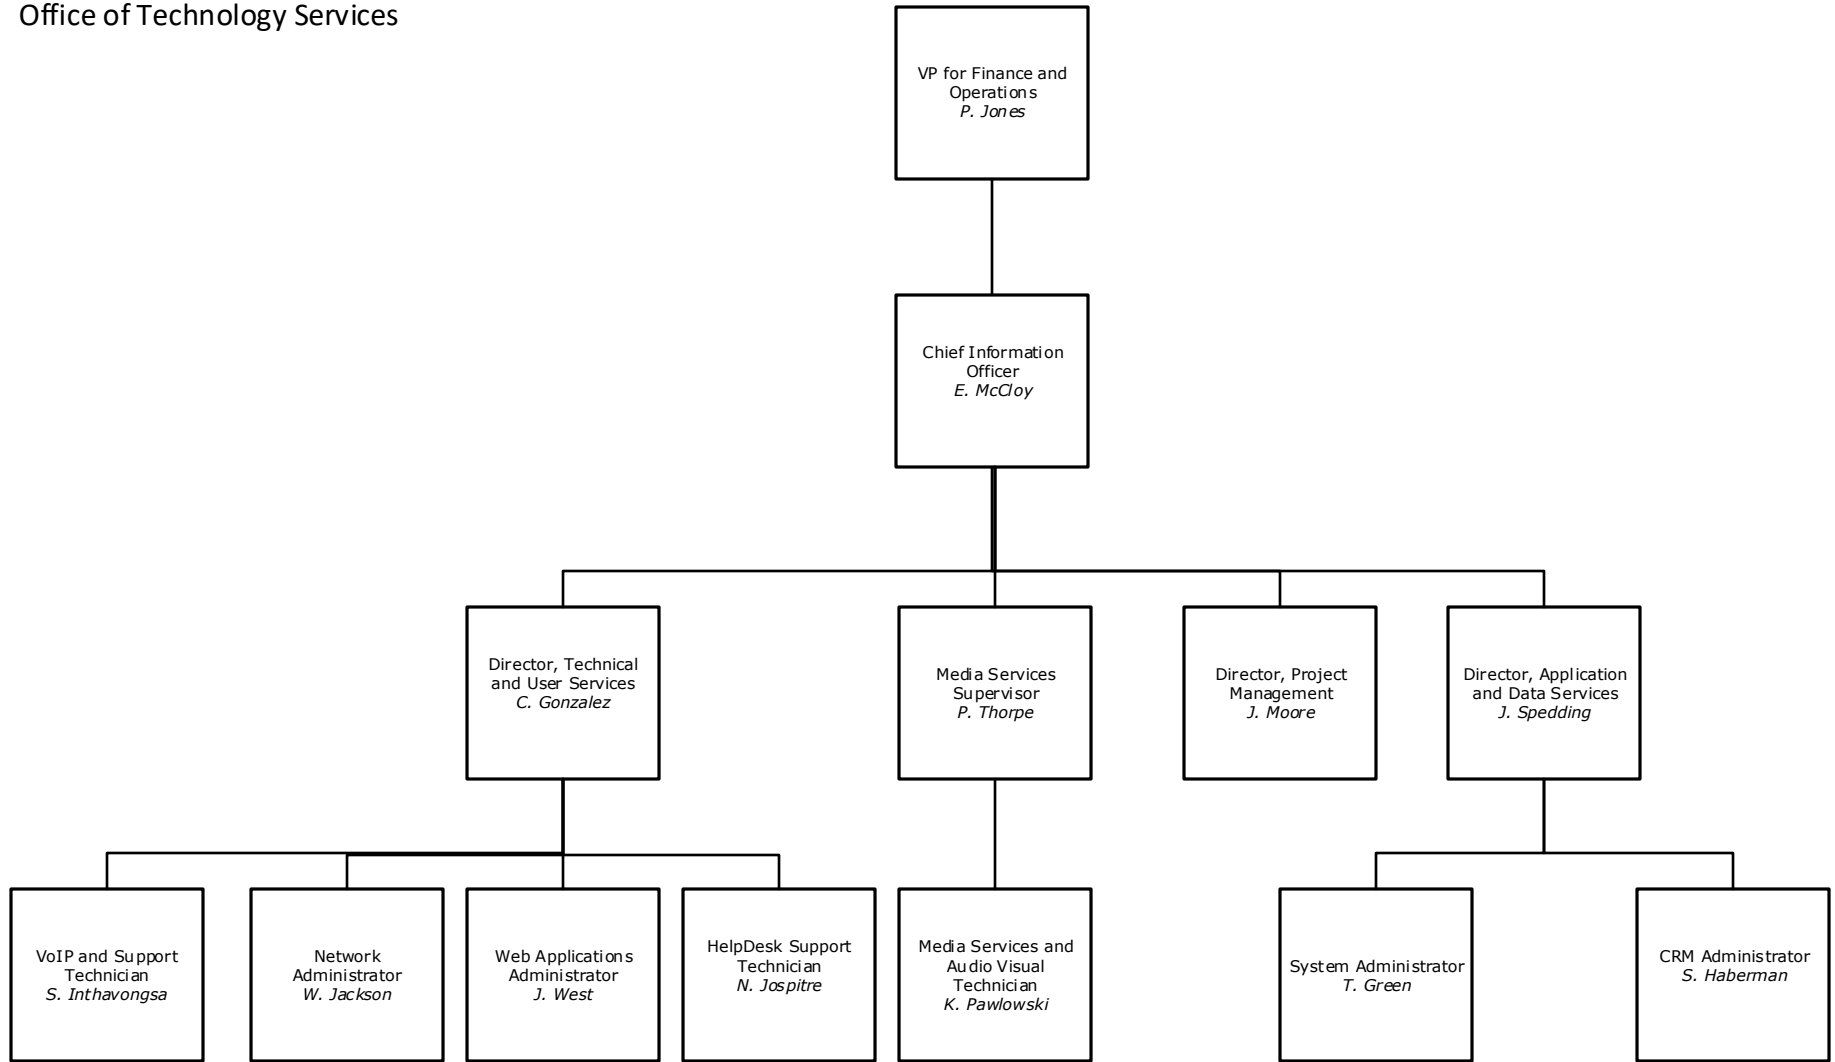 Office of Technology Services
VP for Finance and
Operations
P. Jones
Chief Information
Officer
E. McCloy
Director, Technical
and User Services
C. Gonzalez
Media Services
Supervisor
P. Thorpe
Director, Project
Management
J. Moore
Director, Application
and Data Services
J. Spedding
VoIP and Support
Technician
S. Inthavongsa
Network
Administrator
W. Jackson
Web Applications
Administrator
J. West
HelpDesk Support
Technician
N. Jospitre
Media Services and
Audio Visual
Technician
K. Pawlowski
System Administrator
T. Green
CRM Administrator
S. Haberman